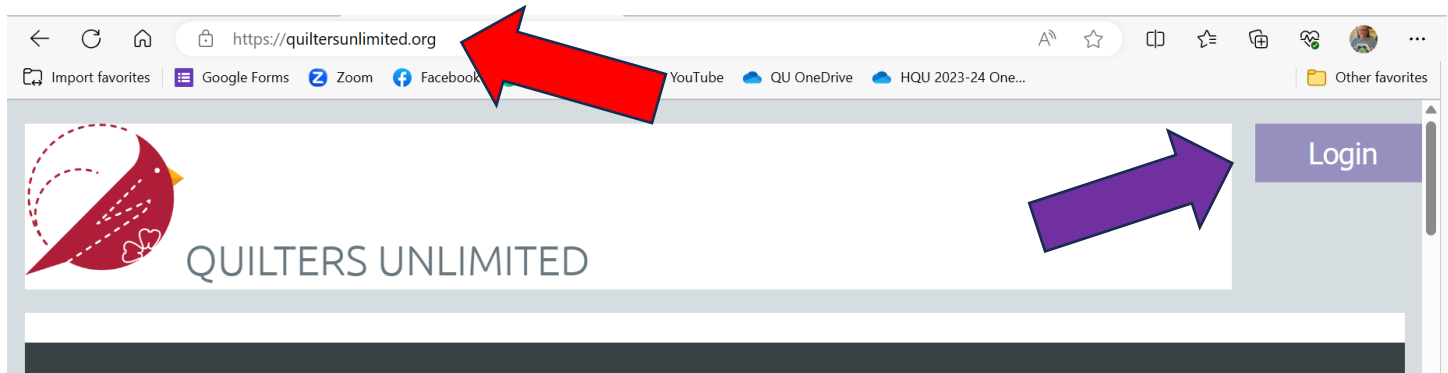 https://quiltersunlimited.org
Import favorites Google Forms Zoom Facebook YouTube QU OneDrive HQU 2023-24 One... Other favorites
Login
QUILTERS UNLIMITED